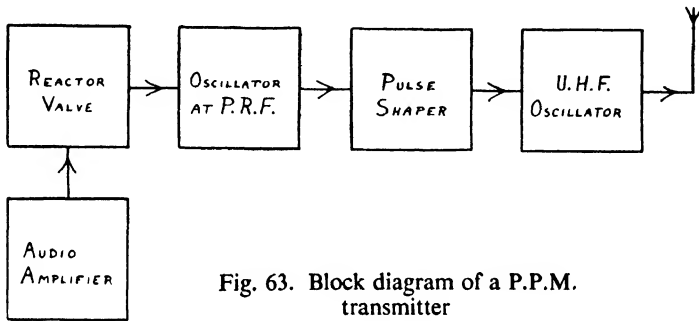 REACTOR
VALVE
OSCILLATOR
AT P.R.F.
PULSE
SHAPER
U.H.F.
OSCILLATOR
AUDIO
AMPLIFIER
Fig. 63. Block diagram of a P.P.M.
transmitter